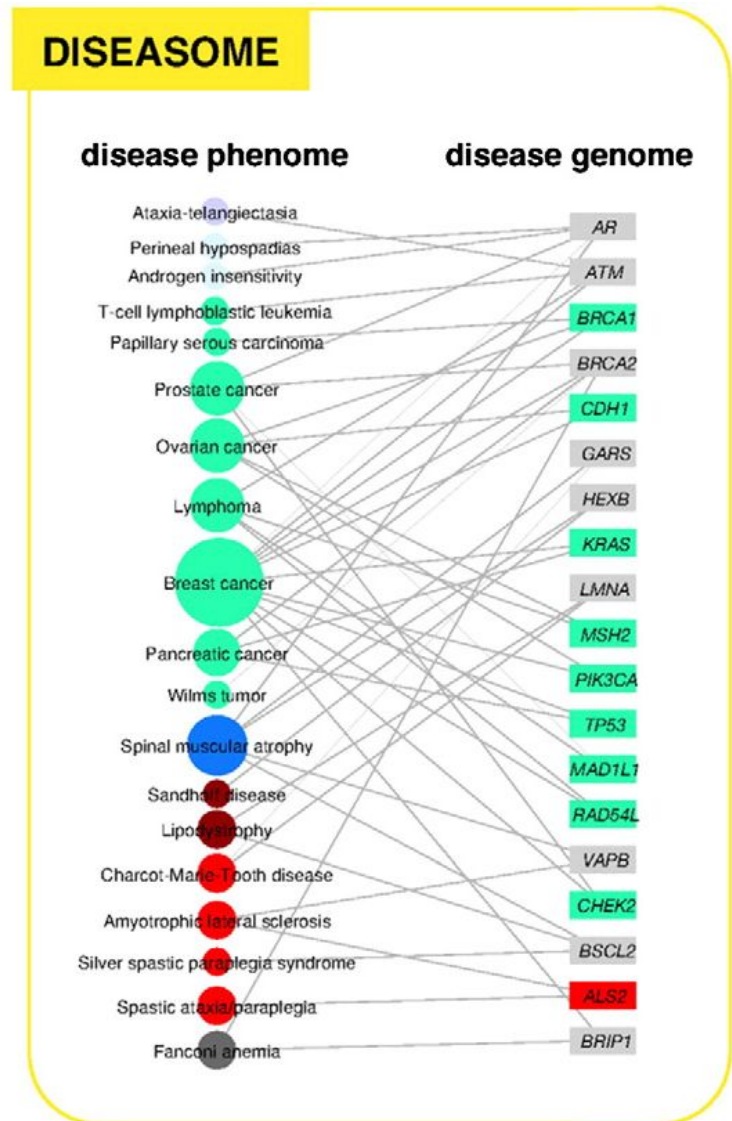 DISEASOME
disease phenome
disease genome
Ataxia-telangiectasia
Perineal hypospadias
Androgen insensitivity
T-cell lymphoblastic leukemia
Papillary serous carcinoma
Prostate cancer
Ovarian cancer
Lymphoma
Breast cancer
Pancreatic cancer
Wilms tumor
Spinal muscular atrophy
Sandhoff disease
Lipodystrophy
Charcot-Marie-Tooth disease
Amyotrophic lateral sclerosis
Silver spastic paraplegia syndrome
Spastic ataxia/paraplegia
Fanconi anemia
AR
ATM
BRCA1
BRCA2
CDH1
GARS
HEXB
KRAS
LMNA
MSH2
PIK3CA
TP53
MAD1L1
RAD54L
VAPB
CHEK2
BSCL2
ALS2
BRIP1